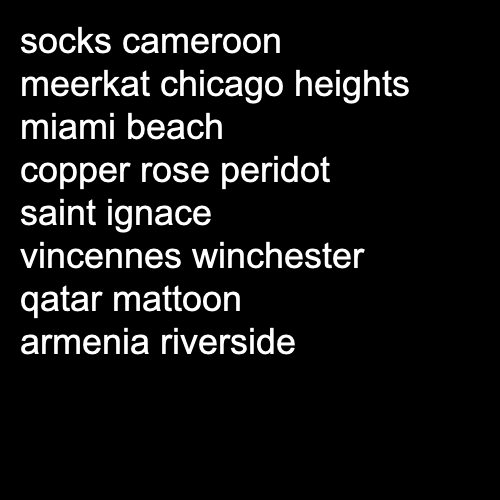 socks cameroon
meerkat chicago heights
miami beach
copper rose peridot
saint ignace
vincennes winchester
qatar mattoon
armenia riverside